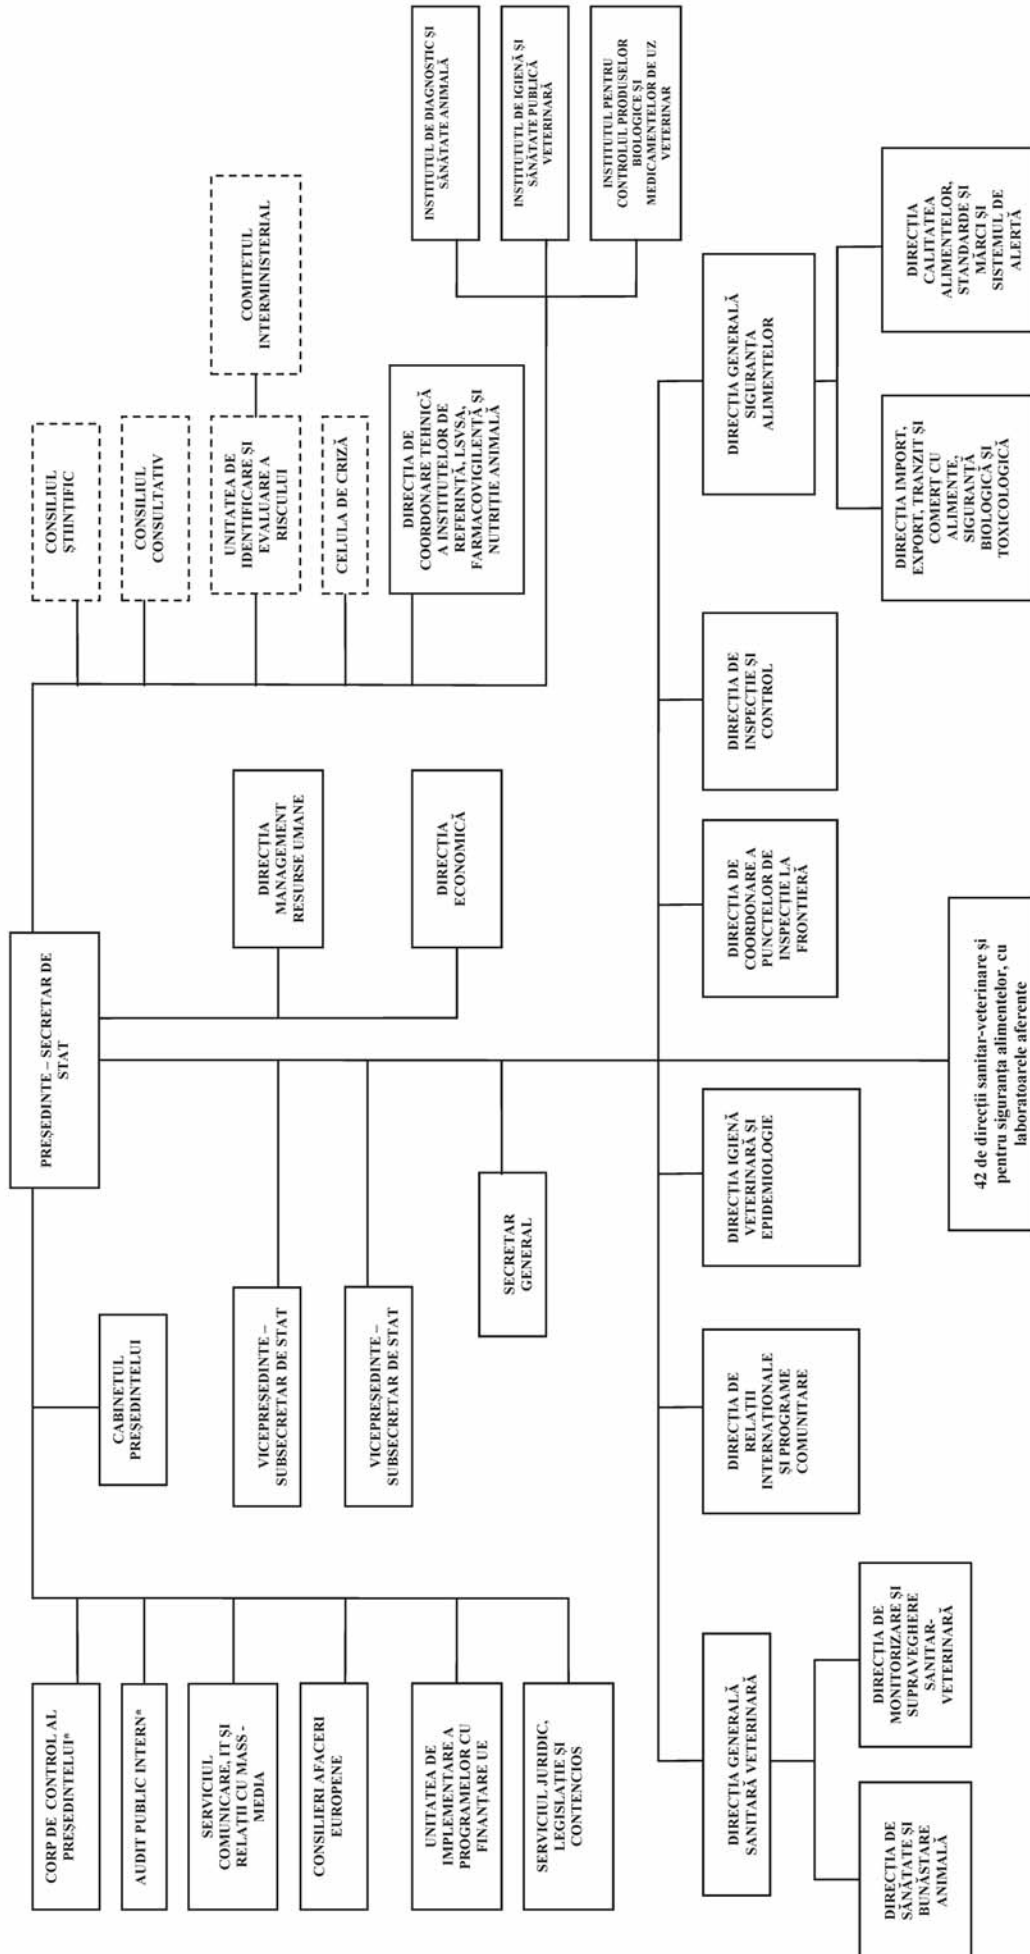 PREȘEDINTE – SECRETAR DE
STAT
CABINETUL
PREȘEDINTELUI
CORP DE CONTROL AL
PREȘEDINTELUI*
AUDIT PUBLIC INTERN*
SERVICIUL
COMUNICARE, IT ȘI
RELAȚII CU MASS -
MEDIA
CONSILIERI AFACERI
EUROPENE
UNITATEA DE
IMPLEMENTARE A
PROGRAMELOR CU
FINANȚARE UE
SERVICIUL JURIDIC,
LEGISLAȚIE ȘI
CONTENCIOS
VICEPREȘEDINTE –
SUBSECRETAR DE STAT
VICEPREȘEDINTE –
SUBSECRETAR DE STAT
SECRETAR
GENERAL
DIRECȚIA
MANAGEMENT
RESURSE UMANE
DIRECȚIA
ECONOMICĂ
CONSILIUL
ȘTIINȚIFIC
CONSILIUL
CONSULTATIV
UNITATEA DE
IDENTIFICARE ȘI
EVALUARE A
RISCULUI
COMITETUL
INTERMINISTERIAL
CELULA DE CRIZĂ
DIRECȚIA DE
COORDONARE TEHNICĂ
A INSTITUTELOR DE
REFERINȚĂ, LSVSA,
FARMACOVIGILENȚĂ ȘI
NUTRIȚIE ANIMALĂ
INSTITUTUL DE DIAGNOSTIC ȘI
SĂNĂTATE ANIMALĂ
INSTITUTUTL DE IGIENĂ ȘI
SĂNĂTATE PUBLICĂ
VETERINARĂ
INSTITUTUL PENTRU
CONTROLUL PRODUSELOR
BIOLOGICE ȘI
MEDICAMENTELOR DE UZ
VETERINAR
DIRECȚIA GENERALĂ
SANITARĂ VETERINARĂ
DIRECȚIA DE
SĂNĂTATE ȘI
BUNĂSTARE
ANIMALĂ
DIRECȚIA DE
MONITORIZARE ȘI
SUPRAVEGHERE
SANITAR-
VETERINARĂ
DIRECȚIA DE
RELAȚII
INTERNAȚIONALE
ȘI PROGRAME
COMUNITARE
DIRECȚIA IGIENĂ
VETERINARĂ ȘI
EPIDEMIOLOGIE
DIRECȚIA DE
COORDONARE A
PUNCTELOR DE
INSPECȚIE LA
FRONTIERĂ
DIRECȚIA DE
INSPECȚIE ȘI
CONTROL
DIRECȚIA GENERALĂ
SIGURANȚA
ALIMENTELOR
DIRECȚIA IMPORT,
EXPORT, TRANZIT ȘI
COMERȚ CU
ALIMENTE,
SIGURANȚĂ
BIOLOGICĂ ȘI
TOXICOLOGICĂ
DIRECȚIA
CALITATEA
ALIMENTELOR,
STANDARDE ȘI
MĂRCI ȘI
SISTEMUL DE
ALERTĂ
42 de direcții sanitar-veterinare și
pentru siguranța alimentelor, cu
laboratoarele aferente